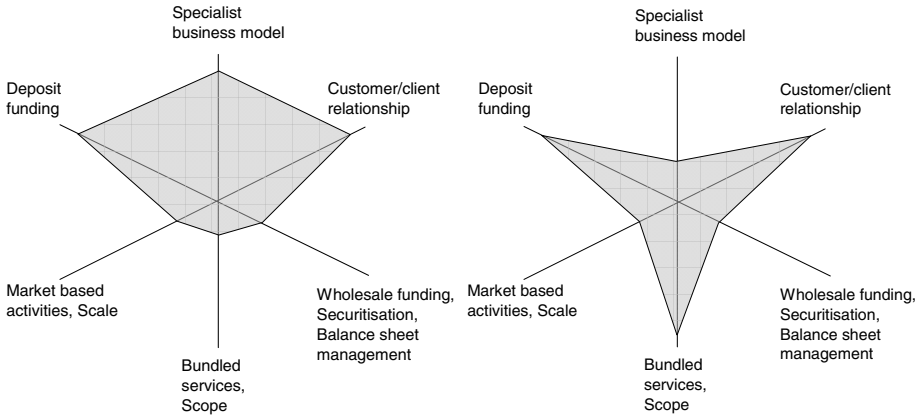 Specialist
business model
Deposit
funding
Customer/client
relationship
Market based
activities, Scale
Wholesale funding,
Securitisation,
Balance sheet
management
Bundled
services,
Scope
Specialist
business model
Deposit
funding
Customer/client
relationship
Market based
activities, Scale
Wholesale funding,
Securitisation,
Balance sheet
management
Bundled
services,
Scope